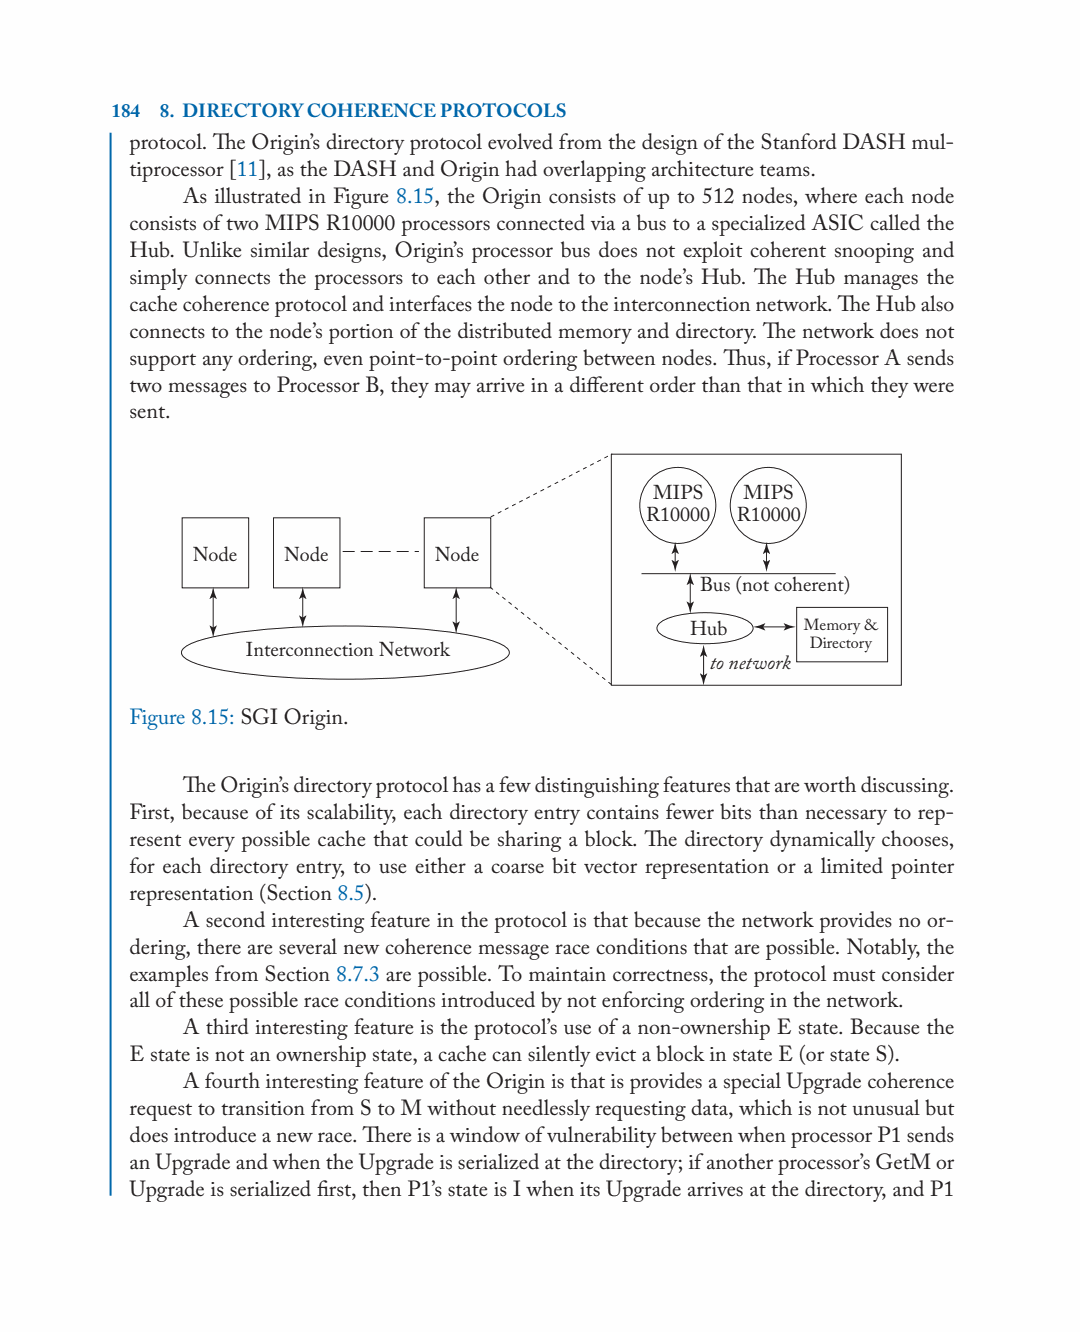 184 8. DIRECTORY COHERENCE PROTOCOLS
protocol. The Origin's directory protocol evolved from the design of the Stanford DASH mul-
tiprocessor [11], as the DASH and Origin had overlapping architecture teams.
As illustrated in Figure 8.15, the Origin consists of up to 512 nodes, where each node
consists of two MIPS R10000 processors connected via a bus to a specialized ASIC called the
Hub. Unlike similar designs, Origin's processor bus does not exploit coherent snooping and
simply connects the processors to each other and to the node's Hub. The Hub manages the
cache coherence protocol and interfaces the node to the interconnection network. The Hub also
connects to the node's portion of the distributed memory and directory. The network does not
support any ordering, even point-to-point ordering between nodes. Thus, if Processor A sends
two messages to Processor B, they may arrive in a different order than that in which they were
sent.
Node
Node
Node
Interconnection Network
MIPS
R10000
MIPS
R10000
Bus (not coherent)
Hub
Memory &
Directory
to network
Figure 8.15: SGI Origin.
The Origin's directory protocol has a few distinguishing features that are worth discussing.
First, because of its scalability, each directory entry contains fewer bits than necessary to rep-
resent every possible cache that could be sharing a block. The directory dynamically chooses,
for each directory entry, to use either a coarse bit vector representation or a limited pointer
representation (Section 8.5).
A second interesting feature in the protocol is that because the network provides no or-
dering, there are several new coherence message race conditions that are possible. Notably, the
examples from Section 8.7.3 are possible. To maintain correctness, the protocol must consider
all of these possible race conditions introduced by not enforcing ordering in the network.
A third interesting feature is the protocol's use of a non-ownership E state. Because the
E state is not an ownership state, a cache can silently evict a block in state E (or state S).
A fourth interesting feature of the Origin is that is provides a special Upgrade coherence
request to transition from S to M without needlessly requesting data, which is not unusual but
does introduce a new race. There is a window of vulnerability between when processor P1 sends
an Upgrade and when the Upgrade is serialized at the directory; if another processor's GetM or
Upgrade is serialized first, then P1's state is I when its Upgrade arrives at the directory, and P1